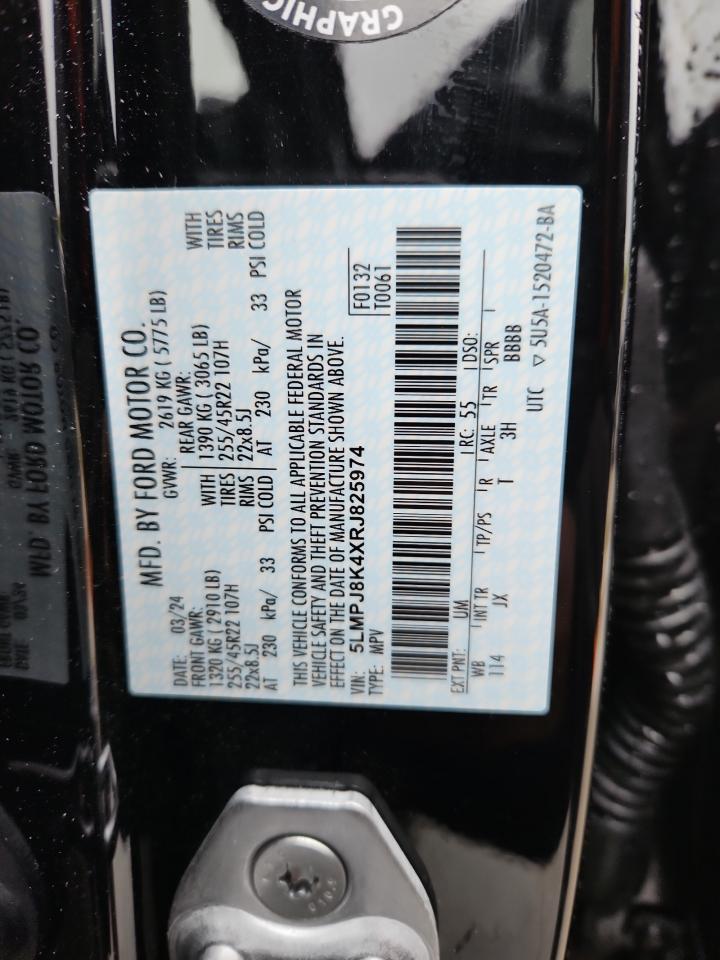 GRAPHIC
MFD. BY FORD MOTOR CO.
DATE: 03/24 GVWR: 2619 KG ( 5775 LB)
FRONT GAWR: REAR GAWR:
1320 KG ( 2910 LB) WITH 1390 KG ( 3065 LB) WITH
255/45R22 107H TIRES 255/45R22 107H TIRES
22x8.5J RIMS 22x8.5J RIMS
AT 230 kPa/ 33 PSI COLD AT 230 kPa/ 33 PSI COLD
THIS VEHICLE CONFORMS TO ALL APPLICABLE FEDERAL MOTOR
VEHICLE SAFETY AND THEFT PREVENTION STANDARDS IN
EFFECT ON THE DATE OF MANUFACTURE SHOWN ABOVE.
VIN: 5LMPJ8K4XRJ825974 F0132
TYPE: MPV T0061
EXT PNT: UM RC: 55 DSO:
WB INT TR TP/PS R AXLE TR SPR
114 JX T 3H BBBB
UTC ▽ 5U5A-1520472-BA